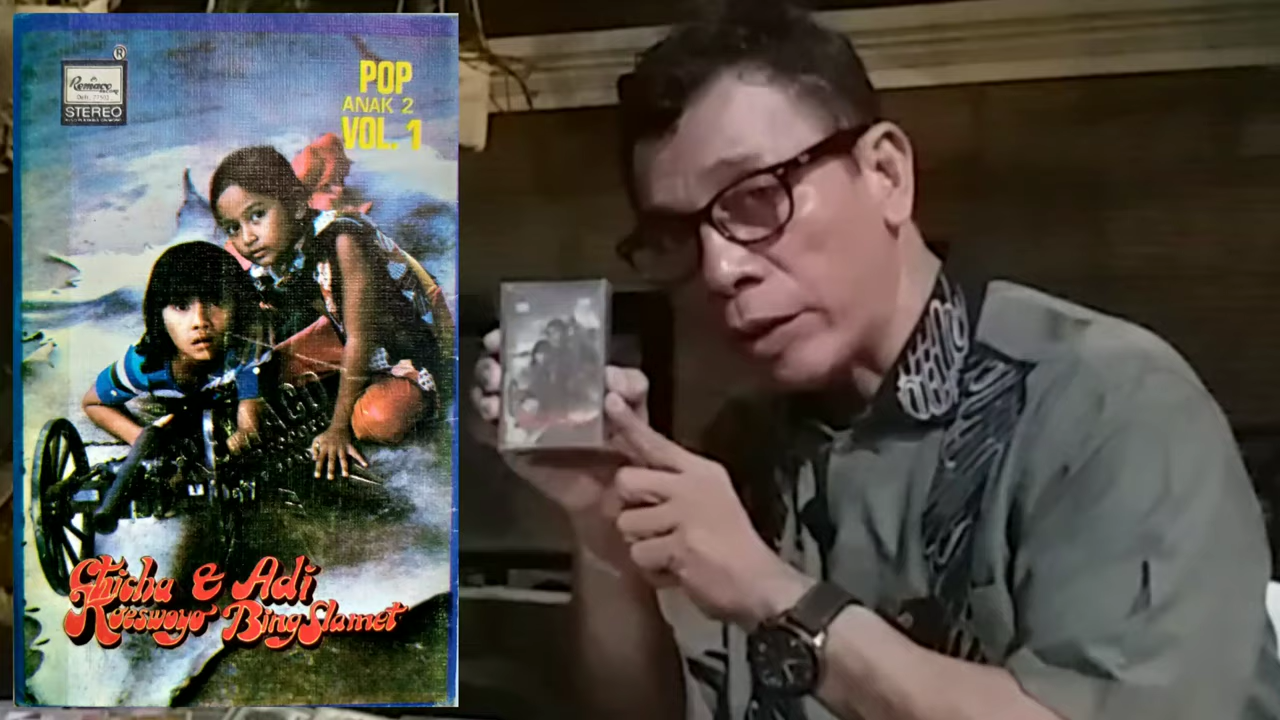 Remaco
STEREO
POP
ANAK 2
VOL. 1
Chicha & Adi
Koeswoyo Bing Slamet